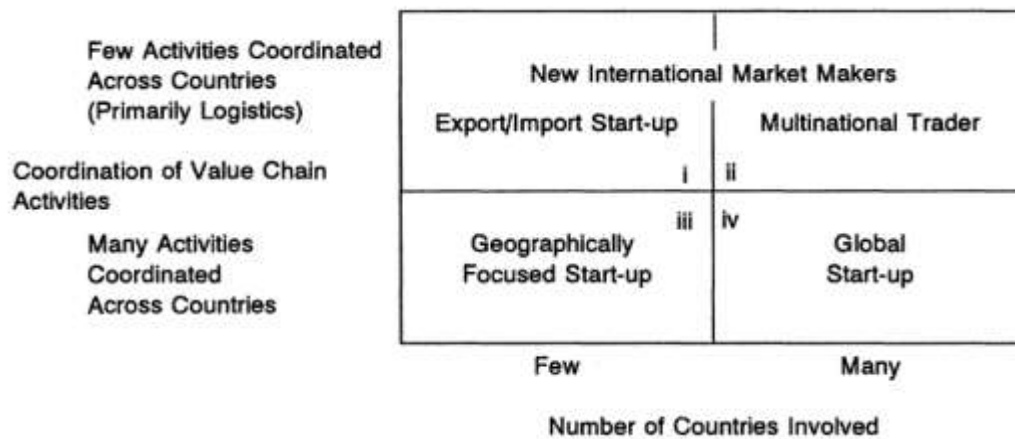 Few Activities Coordinated
Across Countries
(Primarily Logistics)
New International Market Makers
Export/Import Start-up
Multinational Trader
i
ii
Coordination of Value Chain
Activities
iii
iv
Many Activities
Coordinated
Across Countries
Geographically
Focused Start-up
Global
Start-up
Few
Many
Number of Countries Involved